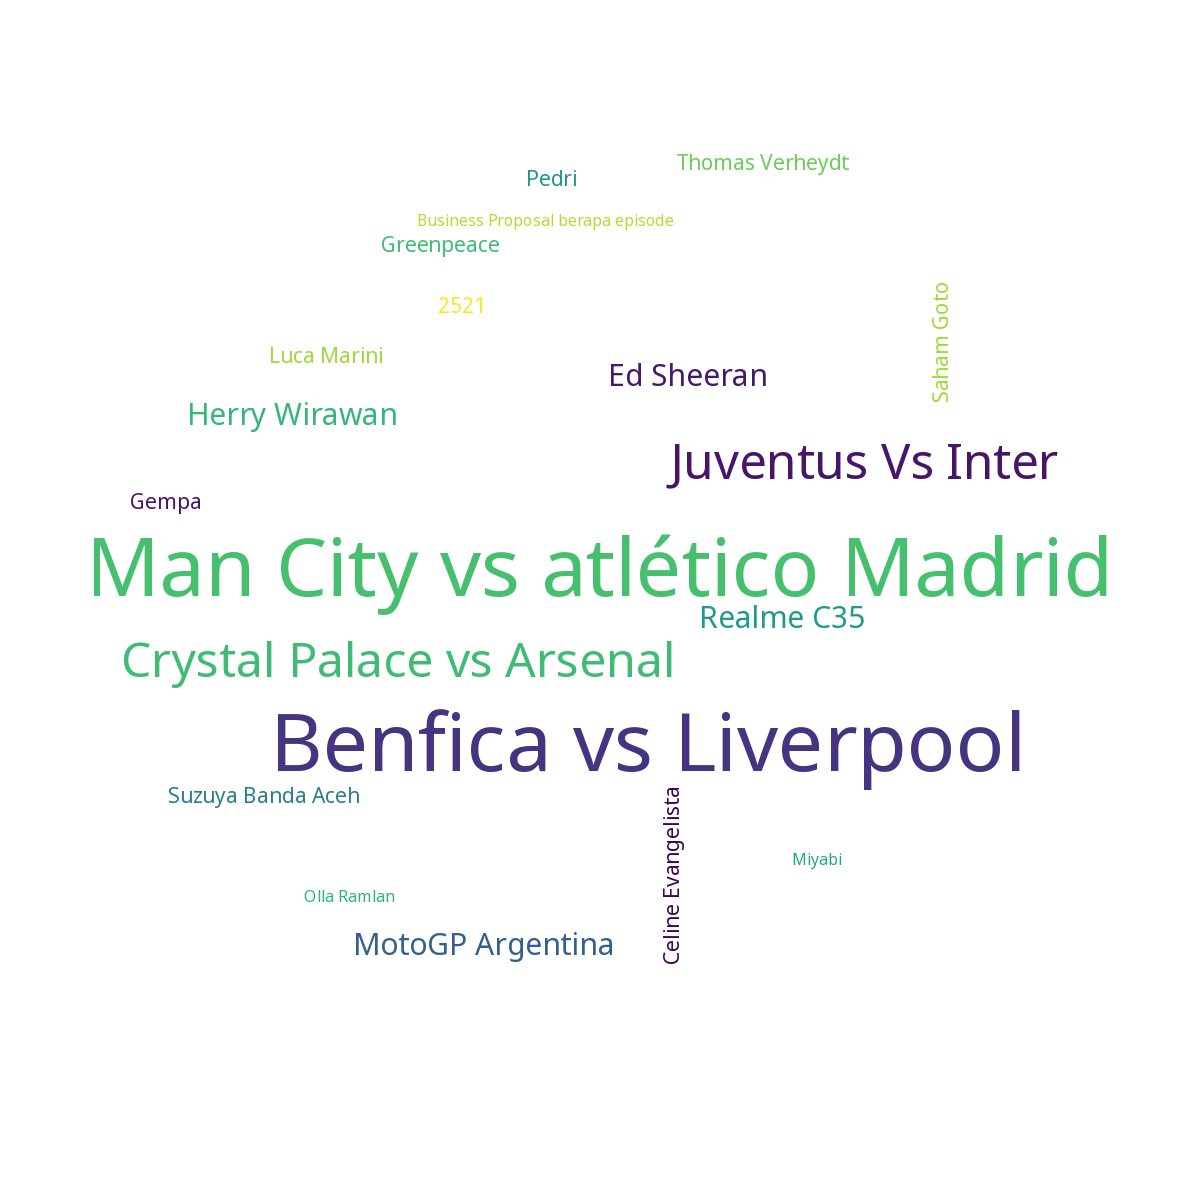 Thomas Verheydt
Pedri
Business Proposal berapa episode
Greenpeace
2521
Saham Goto
Luca Marini
Ed Sheeran
Herry Wirawan
Juventus Vs Inter
Gempa
Man City vs atlético Madrid
Realme C35
Crystal Palace vs Arsenal
Benfica vs Liverpool
Suzuya Banda Aceh
Celine Evangelista
Miyabi
Olla Ramlan
MotoGP Argentina